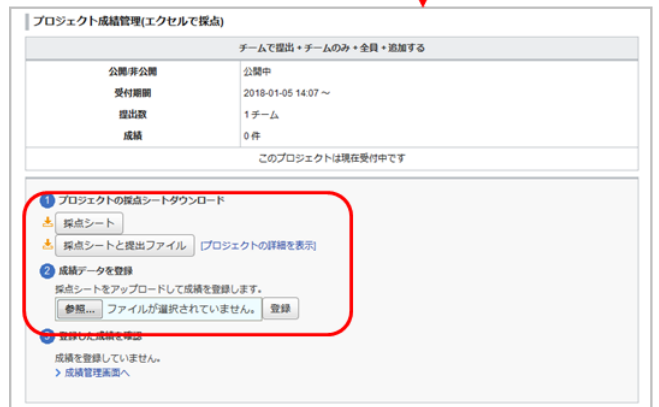 プロジェクト成績管理(エクセルで採点)
チームで提出 + チームのみ + 全員 + 追加する
公開/非公開 公開中
受付期間 2018-01-05 14:07 ～
提出数 1 チーム
成績 0 件
このプロジェクトは現在受付中です
1 プロジェクトの採点シートダウンロード
採点シート
採点シートと提出ファイル [プロジェクトの詳細を表示]
2 成績データを登録
採点シートをアップロードして成績を登録します。
参照... ファイルが選択されていません。 登録
3 登録した成績を確認
成績を登録していません。
> 成績管理画面へ